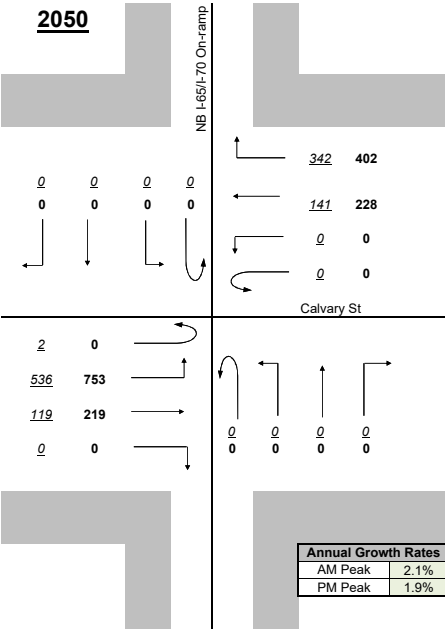 2050
NB I-65/I-70 On-ramp
342 402
0 0 0 0
0 0 0 0
141 228
0 0
0 0
Calvary St
2 0
536 753
119 219
0 0
0 0 0 0
0 0 0 0
Annual Growth Rates
AM Peak 2.1%
PM Peak 1.9%